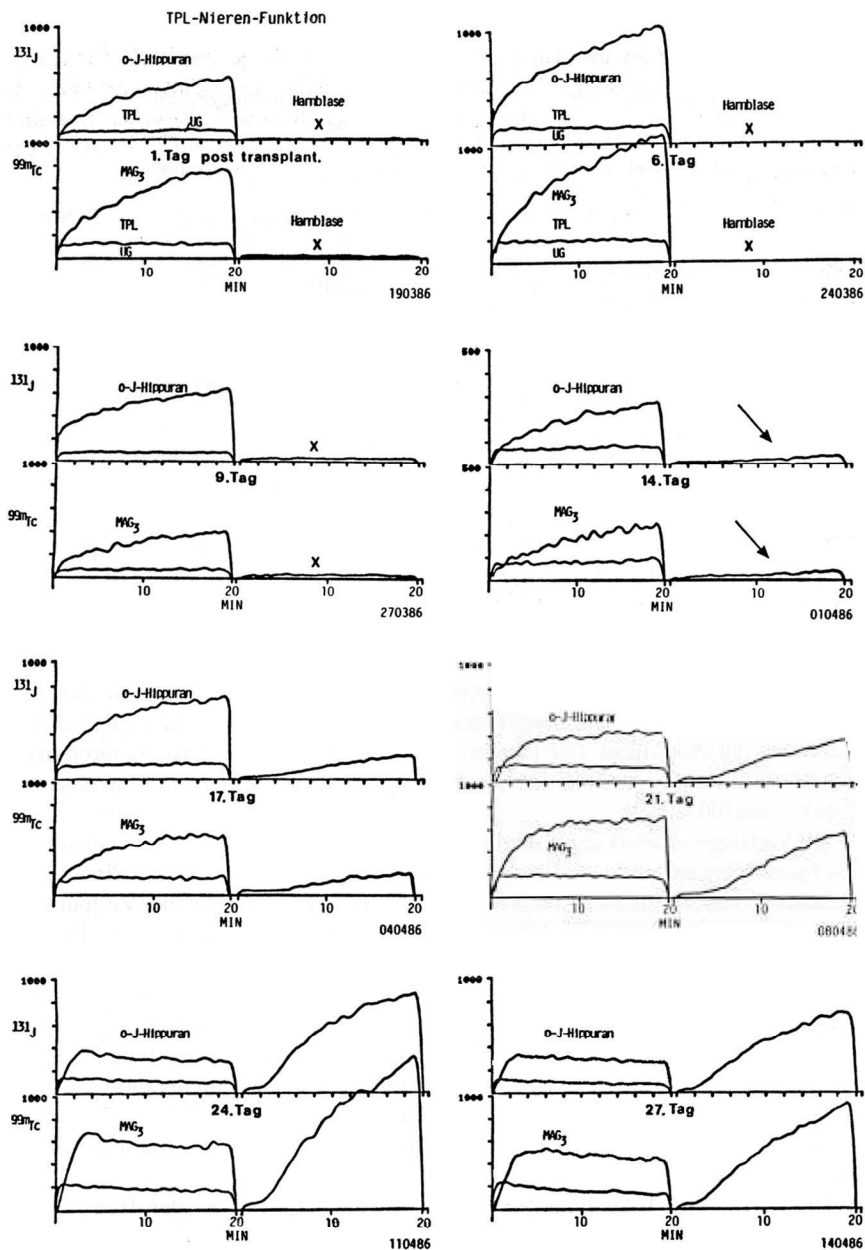 TPL-Nieren-Funktion
1000
131J
o-J-Hippuran
TPL
UG
Harnblase
X
1. Tag post transplant.
1000
99mTc
MAG3
TPL
UG
Harnblase
X
10 20 10 20
MIN
190386
1000
o-J-Hippuran
TPL
UG
Harnblase
X
6. Tag
1000
MAG3
TPL
UG
Harnblase
X
10 20 10 20
MIN
240386
1000
131J
o-J-Hippuran
X
9. Tag
1000
99mTc
MAG3
X
10 20 10 20
MIN
270386
500
o-J-Hippuran
14. Tag
500
MAG3
10 20 10 20
MIN
010486
1000
131J
o-J-Hippuran
17. Tag
1000
99mTc
MAG3
10 20 10 20
MIN
040486
1000
o-J-Hippuran
21. Tag
1000
MAG3
10 20 10
MIN
1000
131J
o-J-Hippuran
24. Tag
1000
99mTc
MAG3
10 20 10 20
MIN
110486
1000
o-J-Hippuran
27. Tag
1000
MAG3
10 20 10 20
MIN
140486